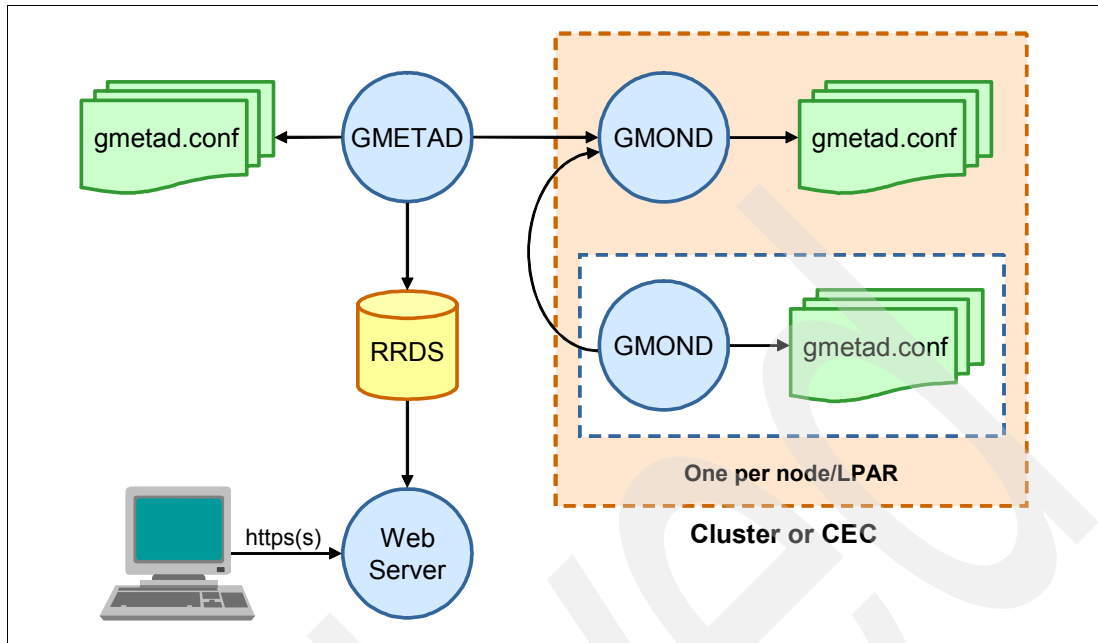 gmetad.conf
GMETAD
GMOND
gmetad.conf
RRDS
GMOND
gmetad.conf
One per node/LPAR
Cluster or CEC
https(s)
Web
Server